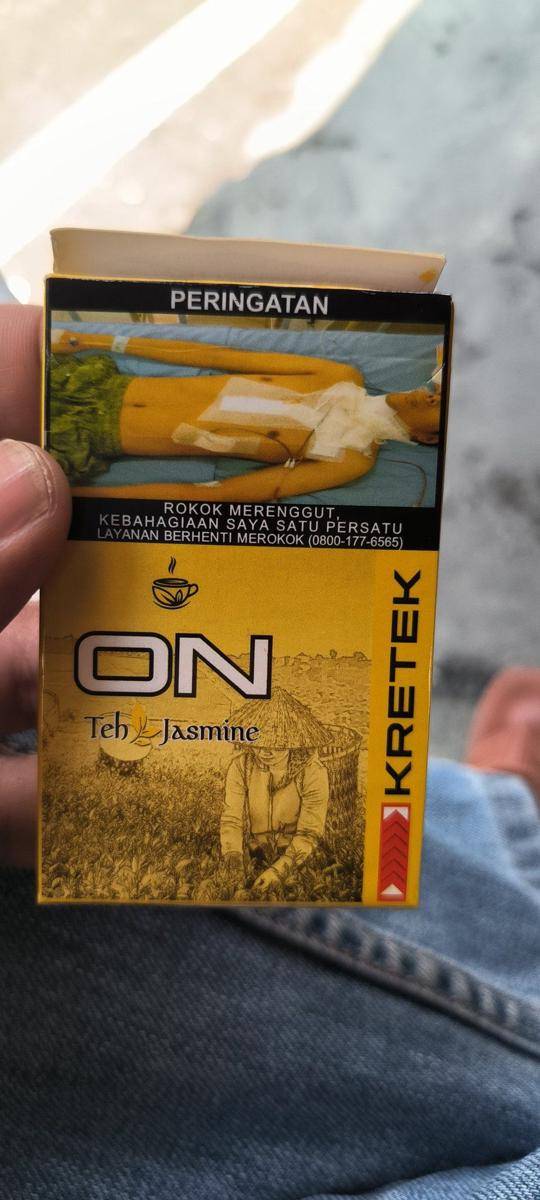 PERINGATAN
ROKOK MERENGGUT,
KEBAHAGIAAN SAYA SATU PERSATU
LAYANAN BERHENTI MEROKOK (0800-177-6565)
ON
Teh Jasmine
KRETEK